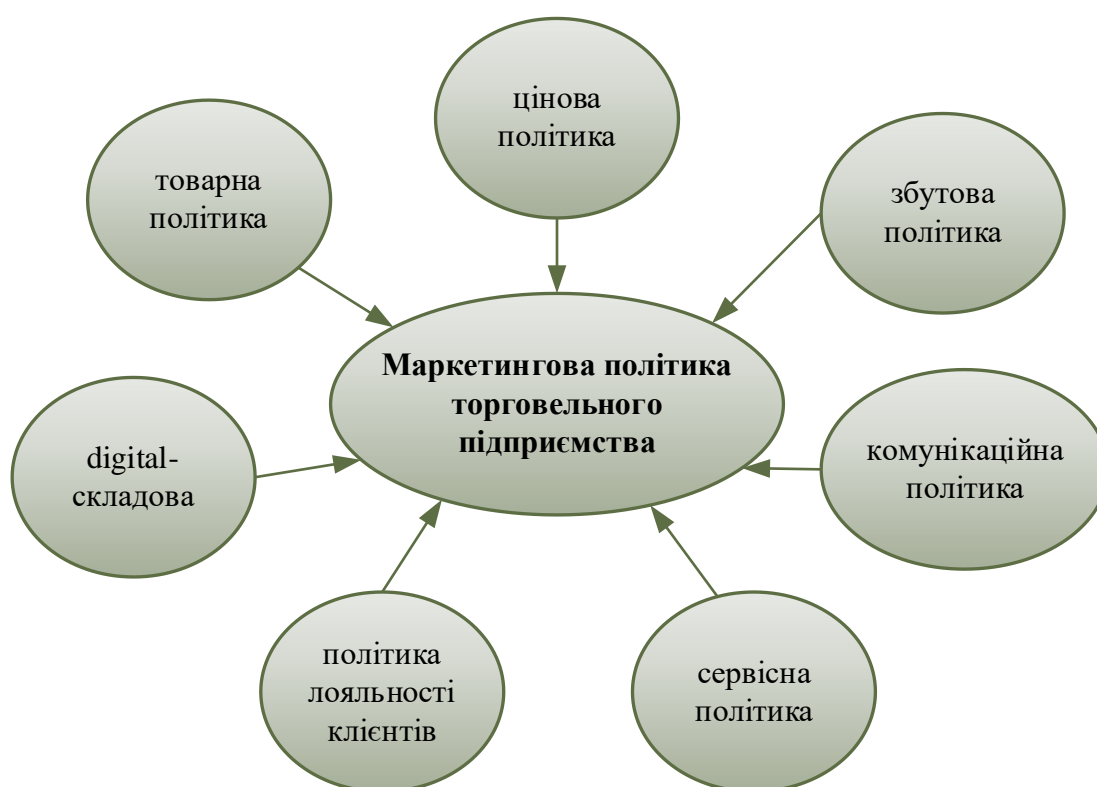 цінова
політика
товарна
політика
збутова
політика
Маркетингова політика
торговельного
підприємства
digital-
складова
комунікаційна
політика
політика
лояльності
клієнтів
сервісна
політика